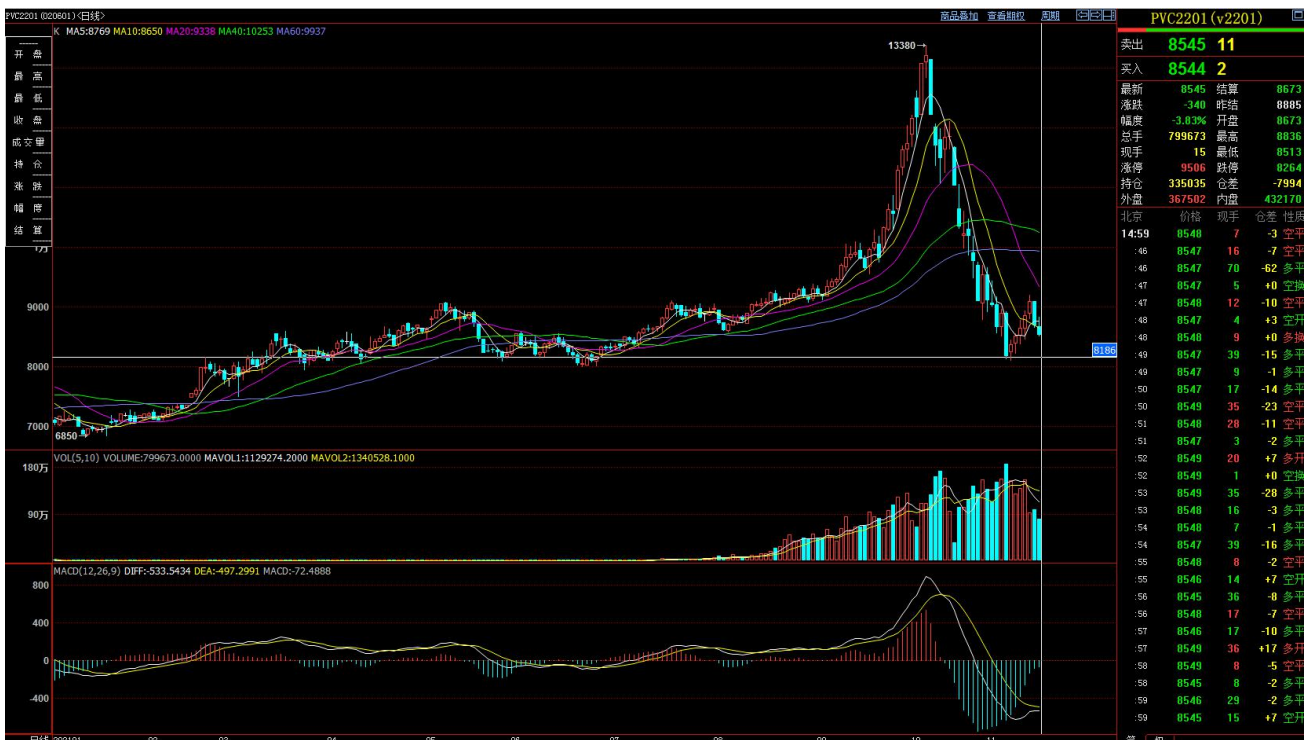 PVC2201 (020601)<日线>
商品叠加 查看期权 周期
K MA5:8769 MA10:8650 MA20:9338 MA40:10253 MA60:9937
开 盘
最 高
最 低
收 盘
成交量
持 仓
涨 跌
幅 度
结 算
13380
1万
9000
8186
8000
7000
6850
VOL(5,10) VOLUME:799673.0000 MAVOL1:1129274.2000 MAVOL2:1340528.1000
180万
90万
MACD(12,26,9) DIFF:-533.5434 DEA:-497.2991 MACD:-72.4888
800
400
0
-400
日线 202101 02 03 04 05 06 07 08 09 10 11
PVC2201(v2201)
卖出 8545 11
买入 8544 2
最新 8545 结算 8673
涨跌 -340 昨结 8885
幅度 -3.83% 开盘 8673
总手 799673 最高 8836
现手 15 最低 8513
涨停 9506 跌停 8264
持仓 335035 仓差 -7994
外盘 367502 内盘 432170
北京 价格 现手 仓差 性质
14:59 8548 7 -3 空平
:46 8547 16 -7 空平
:46 8547 70 -62 多平
:47 8547 5 +0 空换
:47 8548 12 -10 空平
:48 8547 4 +3 空开
:48 8548 9 +0 多换
:49 8547 39 -15 多平
:49 8547 9 -1 多平
:50 8547 17 -14 多平
:50 8549 35 -23 空平
:51 8548 28 -11 空平
:51 8547 3 -2 多平
:52 8549 20 +7 多开
:52 8549 1 +0 空换
:53 8549 35 -28 多平
:53 8548 16 -3 多平
:54 8548 7 -1 多平
:54 8547 39 -16 多平
:55 8548 8 -2 空平
:55 8546 14 +7 空开
:56 8545 36 -8 多平
:56 8548 17 -7 空平
:57 8546 17 -10 多平
:57 8549 36 +17 多开
:58 8549 8 -5 空平
:58 8545 8 -2 多平
:59 8546 29 -2 多平
:59 8545 15 +7 空开